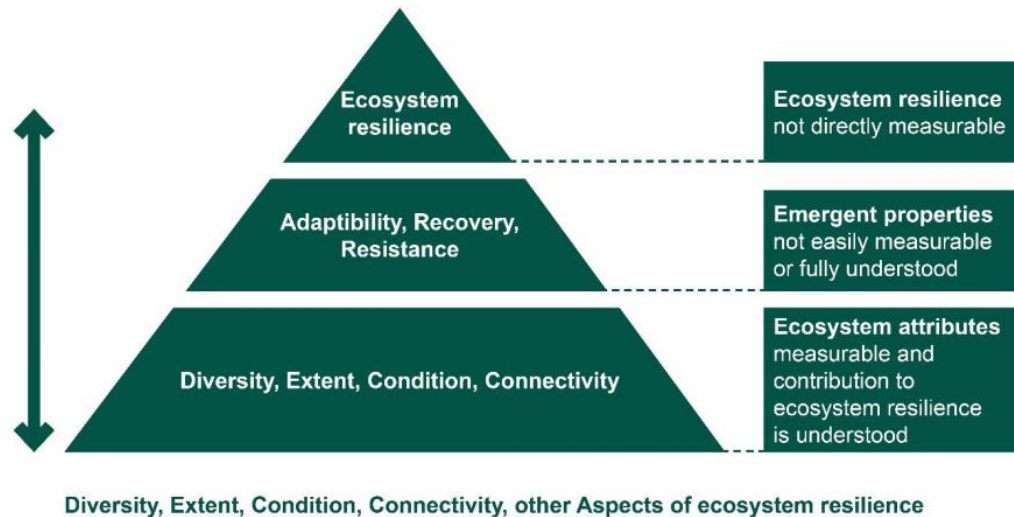 Ecosystem
resilience
Ecosystem resilience
not directly measurable
Adaptibility, Recovery,
Resistance
Emergent properties
not easily measurable
or fully understood
Diversity, Extent, Condition, Connectivity
Ecosystem attributes
measurable and
contribution to
ecosystem resilience
is understood
Diversity, Extent, Condition, Connectivity, other Aspects of ecosystem resilience